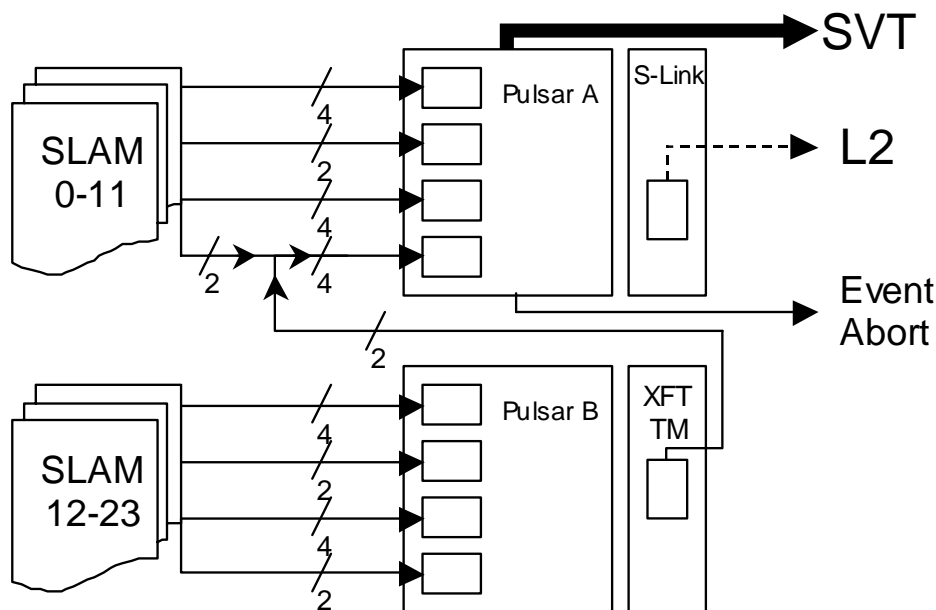 SVT
Pulsar A
S-Link
4
SLAM
0-11
2
L2
4
2
4
Event
Abort
2
Pulsar B
XFT
TM
4
SLAM
12-23
2
4
2